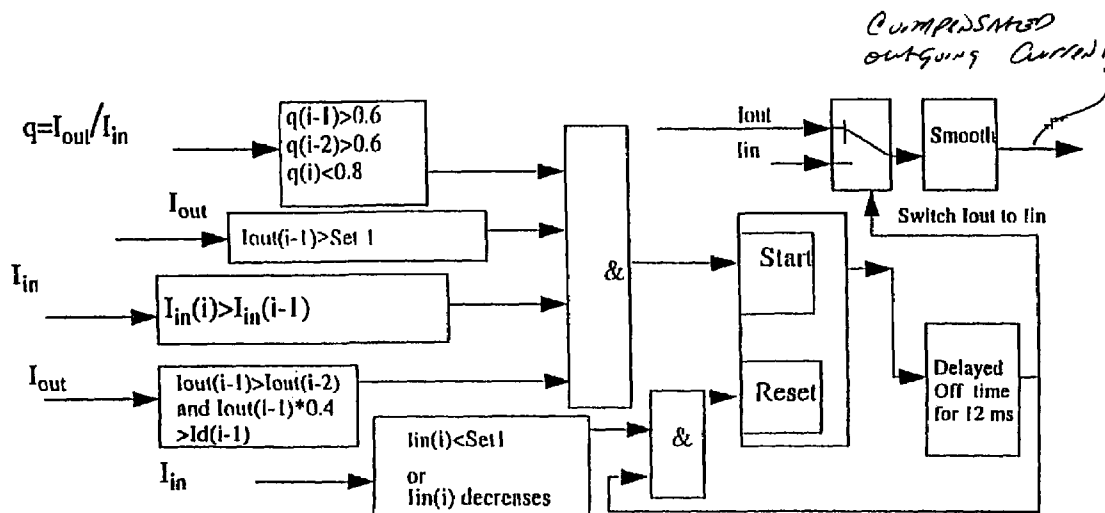 COMPENSATED
outgoing Current
q=Iout/Iin
q(i-1)>0.6
q(i-2)>0.6
q(i)<0.8
Iout
Iin
Smooth
Switch Iout to Iin
Iout
Iout(i-1)>Set 1
&
Start
Iin
Iin(i)>Iin(i-1)
Iout
Iout(i-1)>Iout(i-2)
and Iout(i-1)*0.4
>Id(i-1)
Reset
Delayed
Off time
for 12 ms
Iin
Iin(i)<Set1
or
Iin(i) decreases
&